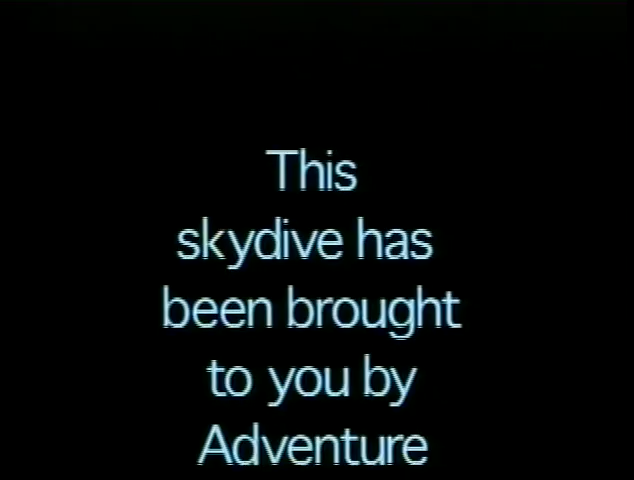 This
skydive has
been brought
to you by
Adventure